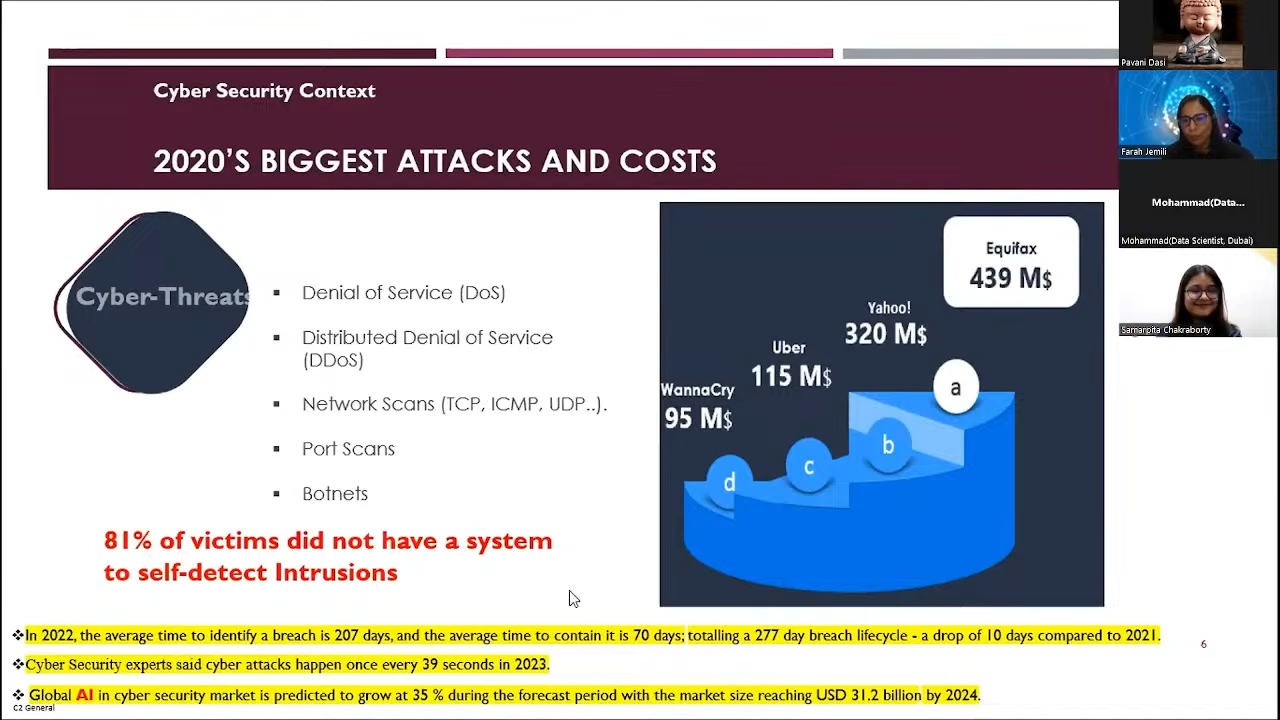 Cyber Security Context
2020'S BIGGEST ATTACKS AND COSTS
Cyber-Threats
▪ Denial of Service (DoS)
▪ Distributed Denial of Service
(DDoS)
▪ Network Scans (TCP, ICMP, UDP..).
▪ Port Scans
▪ Botnets
81% of victims did not have a system
to self-detect Intrusions
Equifax
439 M$
Yahoo!
320 M$
Uber
115 M$
WannaCry
95 M$
a
b
c
d
❖In 2022, the average time to identify a breach is 207 days, and the average time to contain it is 70 days; totalling a 277 day breach lifecycle - a drop of 10 days compared to 2021.
❖Cyber Security experts said cyber attacks happen once every 39 seconds in 2023.
❖ Global AI in cyber security market is predicted to grow at 35 % during the forecast period with the market size reaching USD 31.2 billion by 2024.
C2 General
6
Pavani Dasi
Farah Jemili
Mohammad(Data...
Mohammad(Data Scientist, Dubai)
Samarpita Chakraborty